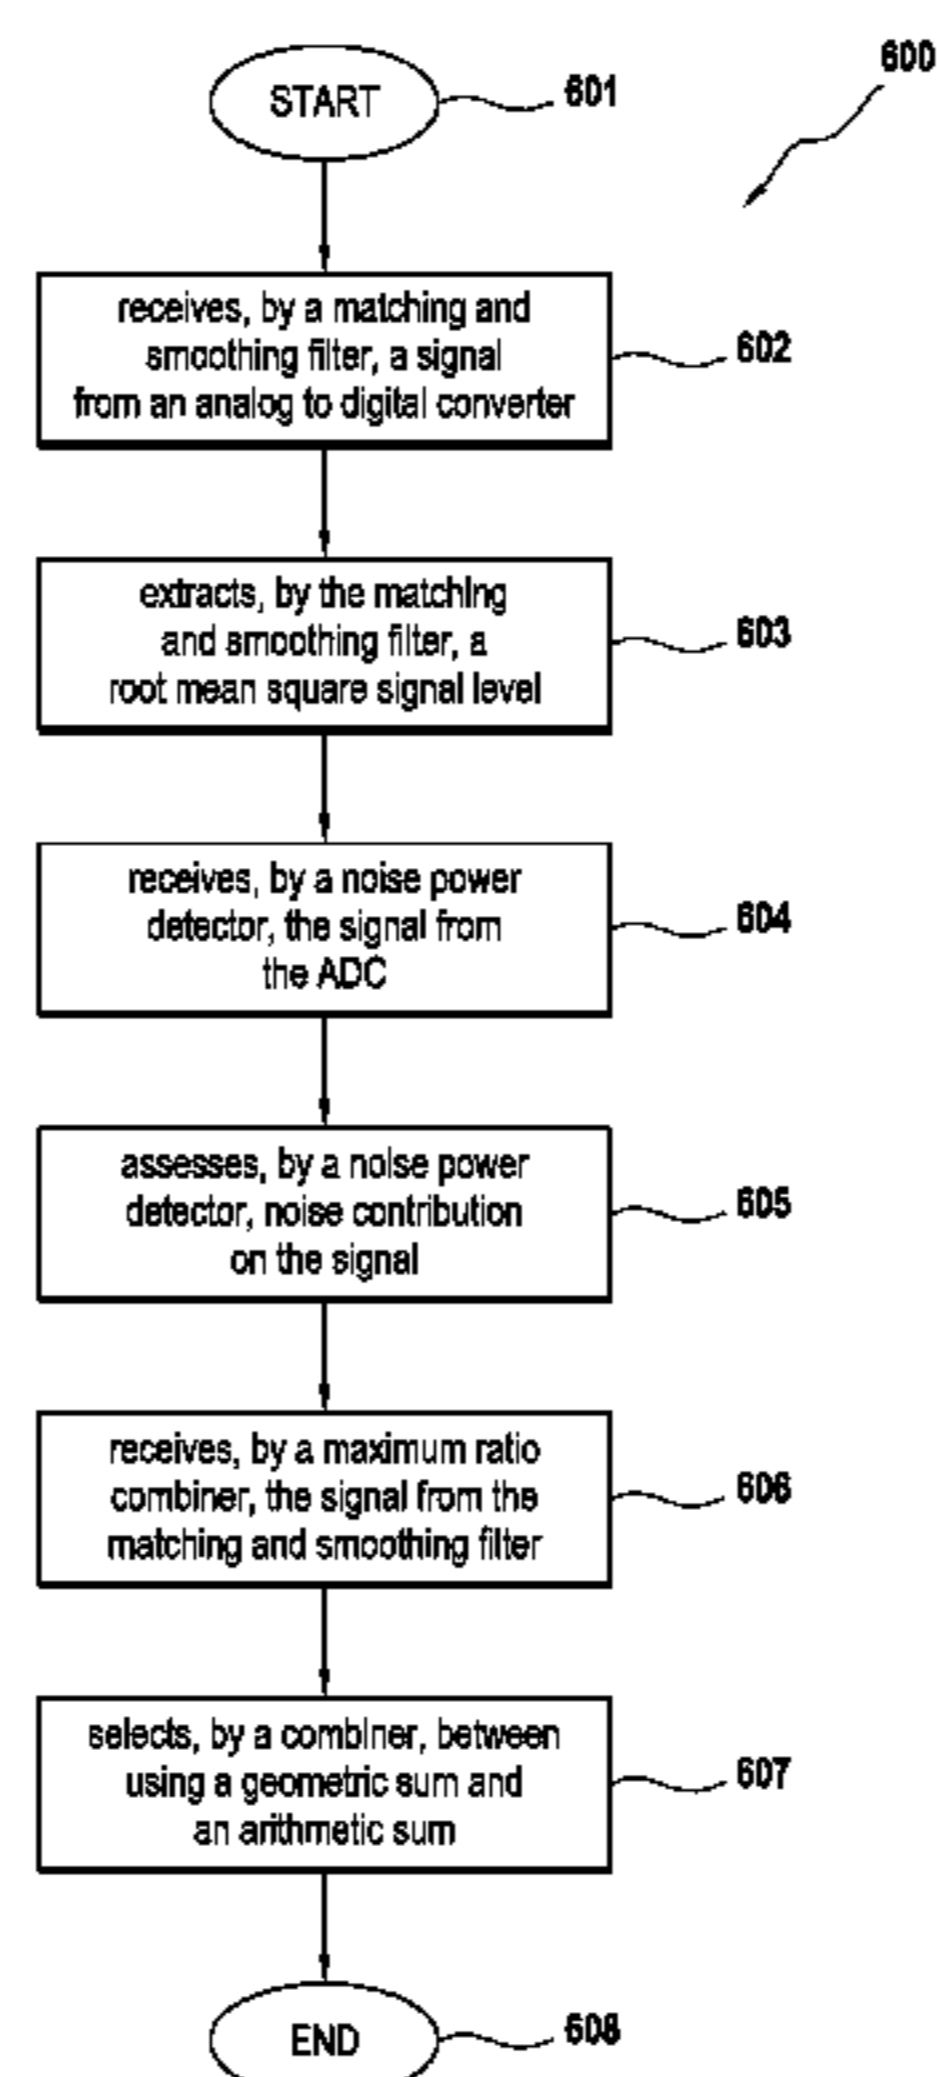 600
START
601
receives, by a matching and
smoothing filter, a signal
from an analog to digital converter
602
extracts, by the matching
and smoothing filter, a
root mean square signal level
603
receives, by a noise power
detector, the signal from
the ADC
604
assesses, by a noise power
detector, noise contribution
on the signal
605
receives, by a maximum ratio
combiner, the signal from the
matching and smoothing filter
606
selects, by a combiner, between
using a geometric sum and
an arithmetic sum
607
END
608